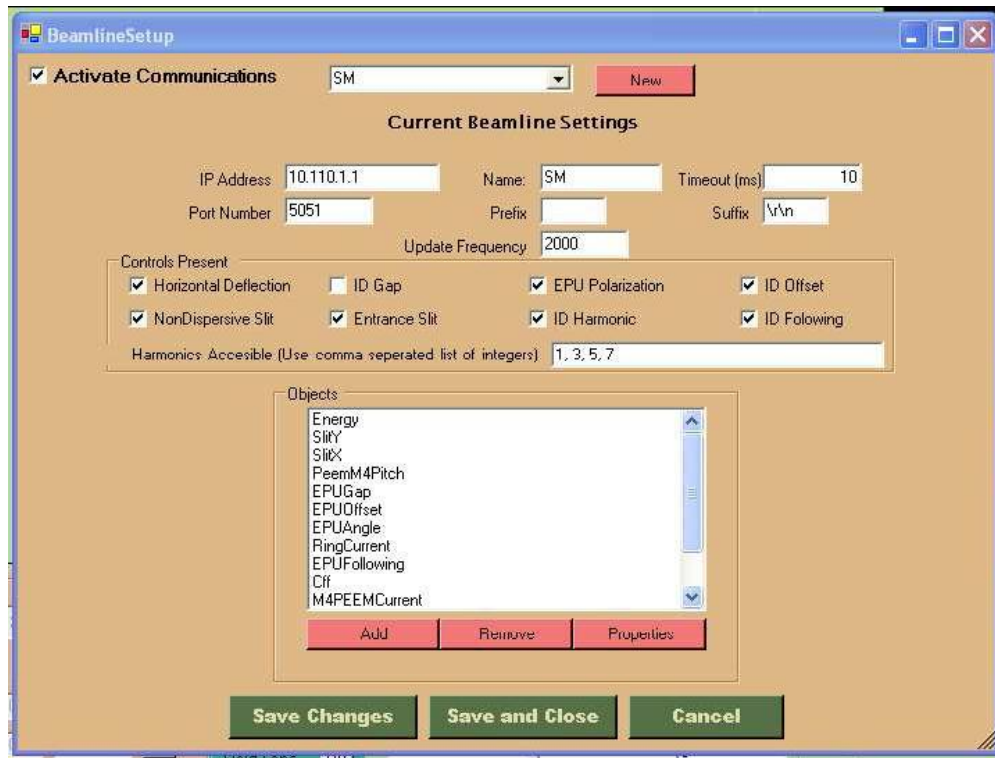 BeamlineSetup
Activate Communications SM New
Current Beamline Settings
IP Address 10.110.1.1 Name: SM Timeout (ms) 10
Port Number 5051 Prefix Suffix \r\n
Update Frequency 2000
Controls Present
Horizontal Deflection ID Gap EPU Polarization ID Offset
NonDispersive Slit Entrance Slit ID Harmonic ID Folowing
Harmonics Accesible (Use comma seperated list of integers) 1, 3, 5, 7
Objects
Energy
SlitY
SlitX
PeemM4Pitch
EPUGap
EPUOffset
EPUAngle
RingCurrent
EPUFollowing
Cff
M4PEEMCurrent
Add Remove Properties
Save Changes Save and Close Cancel